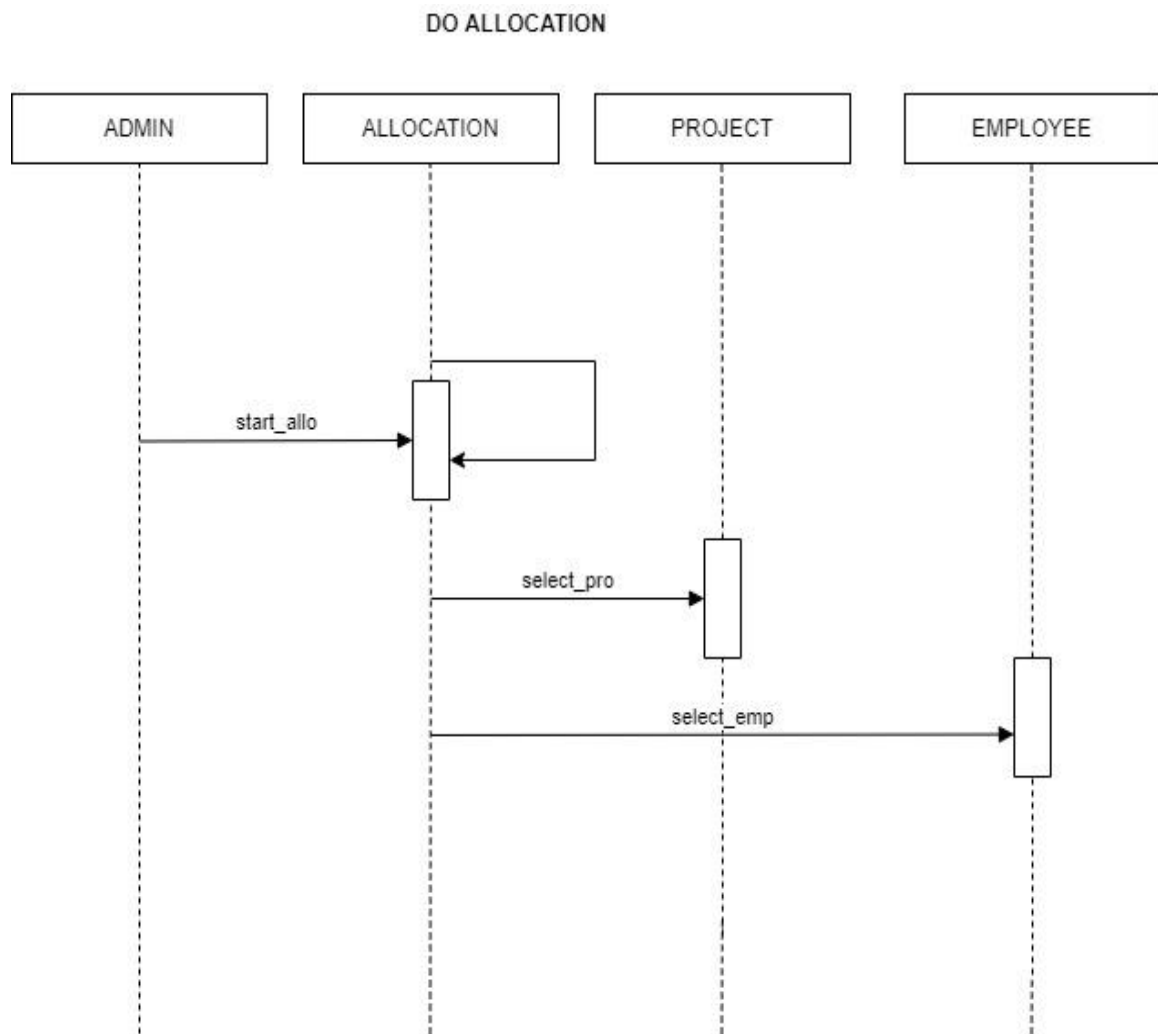 DO ALLOCATION
ADMIN
ALLOCATION
PROJECT
EMPLOYEE
start_allo
select_pro
select_emp